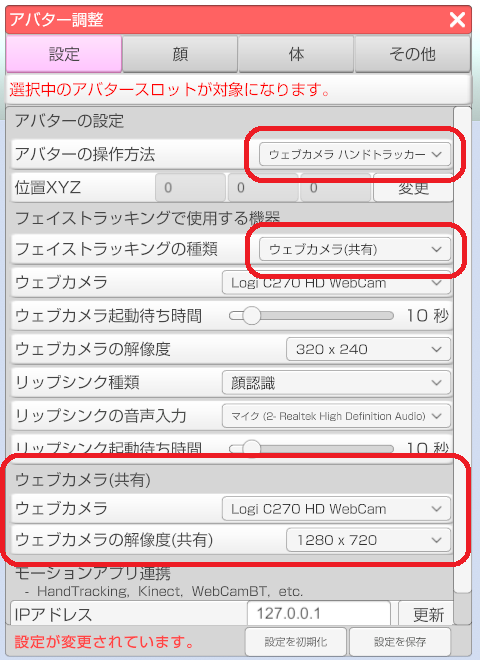 アバター調整
設定 顔 体 その他
選択中のアバタースロットが対象になります。
アバターの設定
アバターの操作方法 ウェブカメラ ハンドトラッカー
位置XYZ 0 0 0 変更
フェイストラッキングで使用する機器
フェイストラッキングの種類 ウェブカメラ(共有)
ウェブカメラ Logi C270 HD WebCam
ウェブカメラ起動待ち時間 10 秒
ウェブカメラの解像度 320 x 240
リップシンク種類 顔認識
リップシンクの音声入力 マイク (2- Realtek High Definition Audio)
リップシンク起動待ち時間 10 秒
ウェブカメラ(共有)
ウェブカメラ Logi C270 HD WebCam
ウェブカメラの解像度(共有) 1280 x 720
モーションアプリ連携
- HandTracking, Kinect, WebCamBT, etc.
IPアドレス 127.0.0.1 更新
設定が変更されています。 設定を初期化 設定を保存